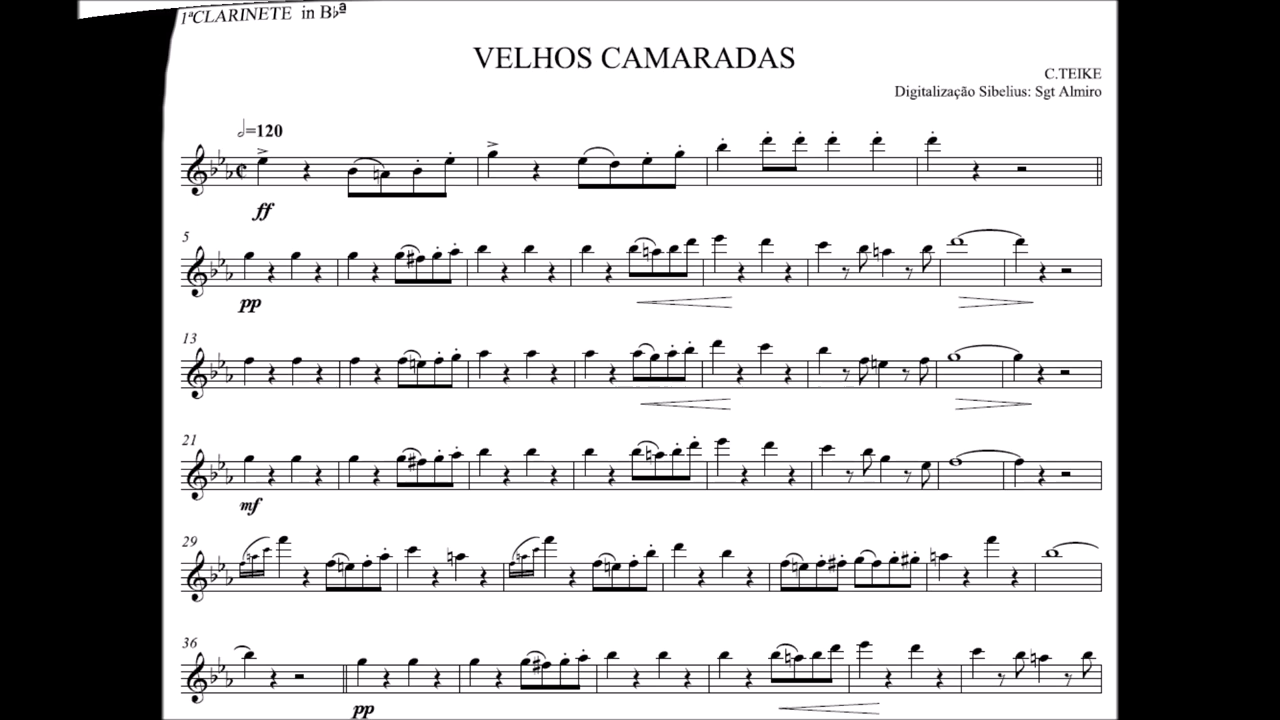 1ªCLARINETE in B♭ª
VELHOS CAMARADAS
C.TEIKE
Digitalização Sibelius: Sgt Almiro
=120
ff
5
pp
13
21
mf
29
36
pp